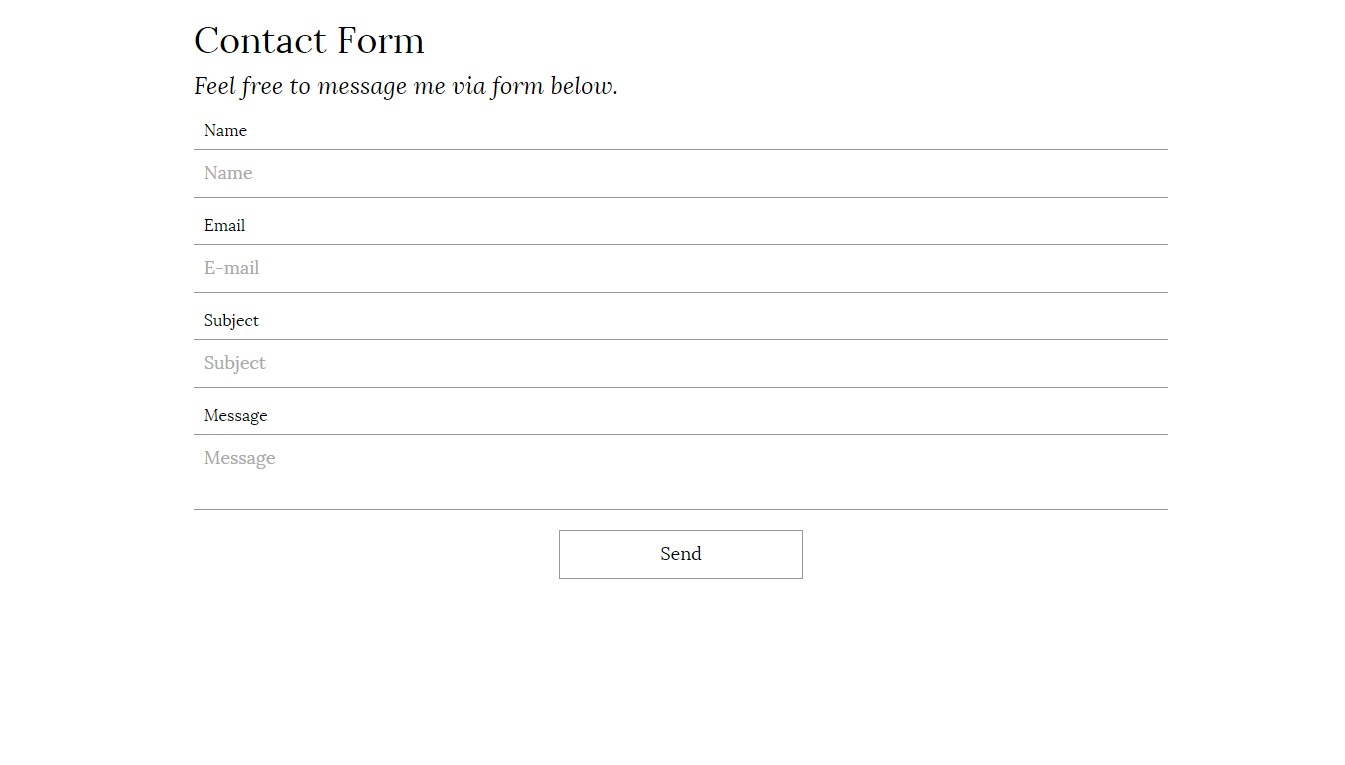 Contact Form
Feel free to message me via form below.
Name
Name
Email
E-mail
Subject
Subject
Message
Message
Send